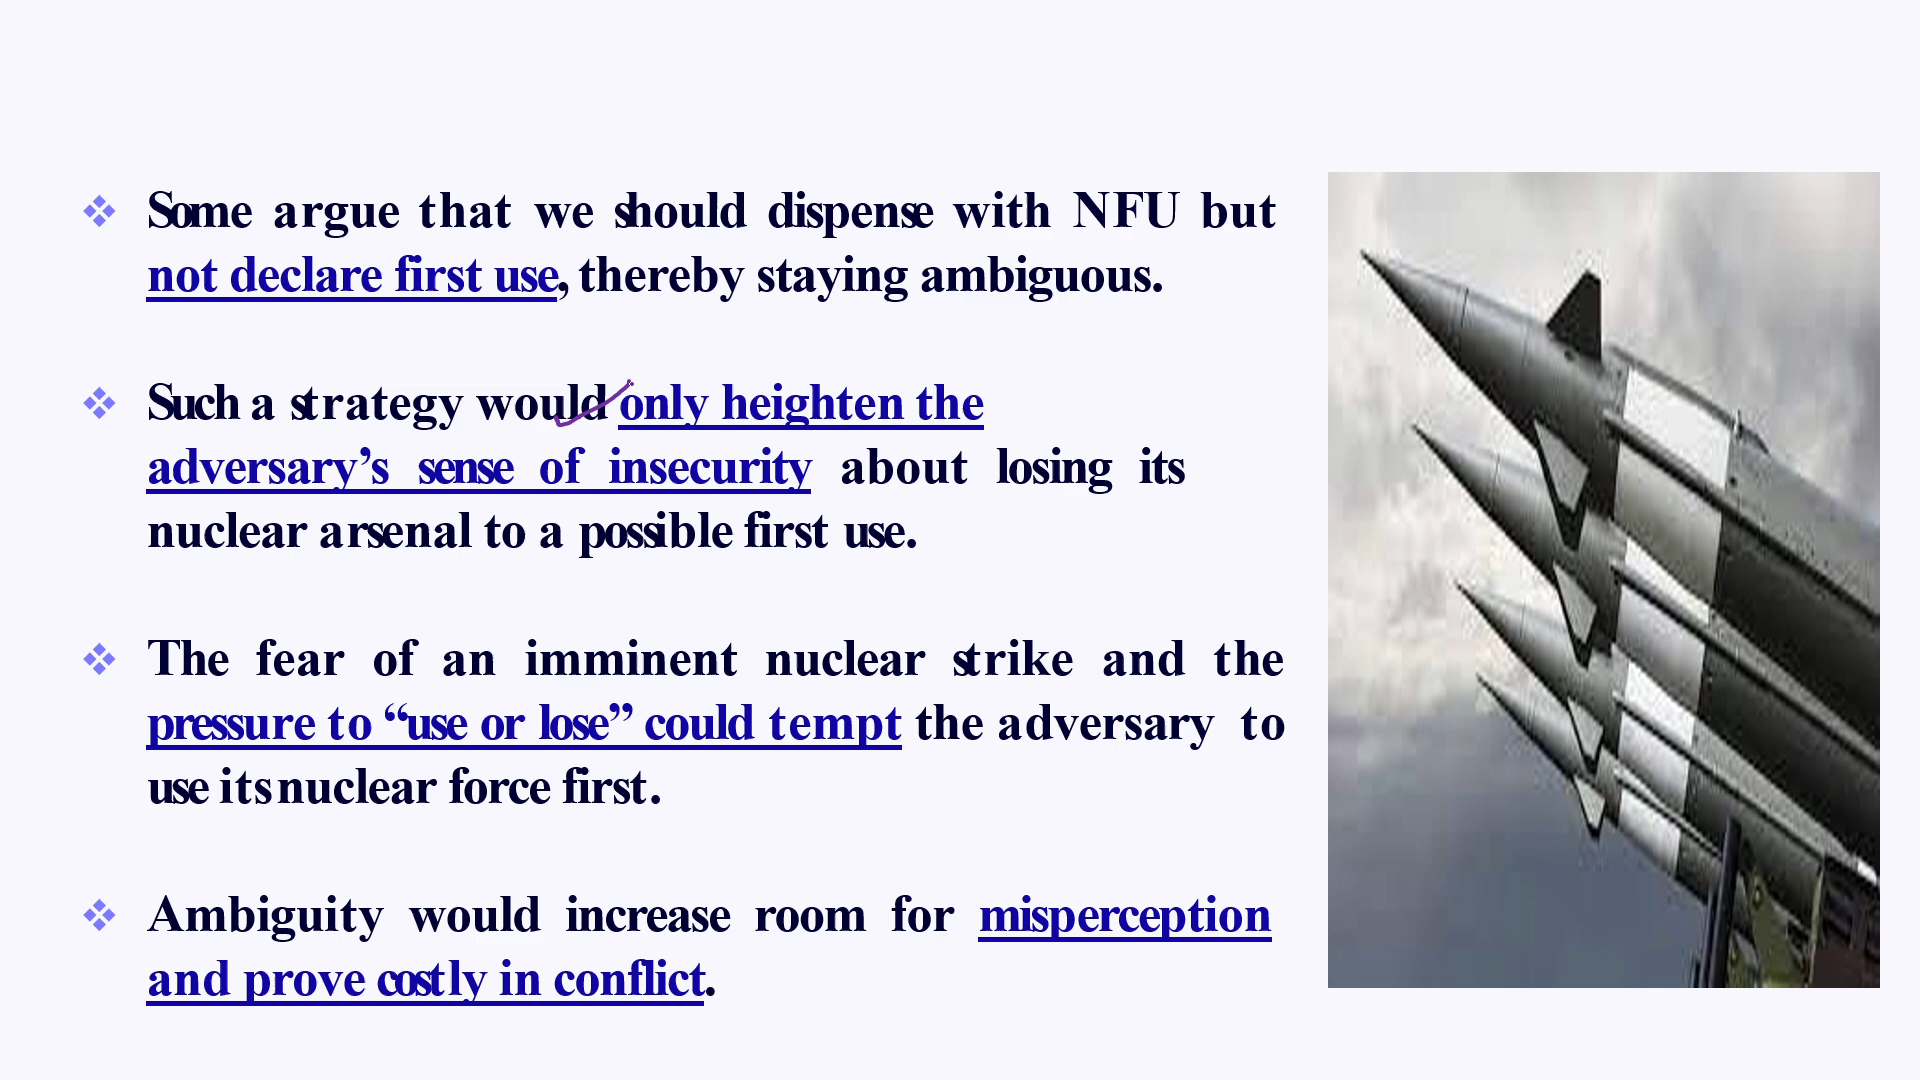 Some argue that we should dispense with NFU but
not declare first use, thereby staying ambiguous.
Such a strategy would only heighten the
adversary’s sense of insecurity about losing its
nuclear arsenal to a possible first use.
The fear of an imminent nuclear strike and the
pressure to “use or lose” could tempt the adversary to
use its nuclear force first.
Ambiguity would increase room for misperception
and prove costly in conflict.